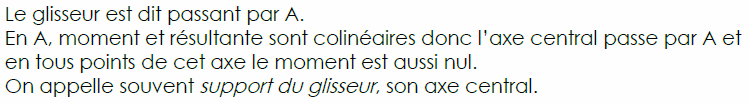 Le glisseur est dit passant par A.
En A, moment et résultante sont colinéaires donc l'axe central passe par A et
en tous points de cet axe le moment est aussi nul.
On appelle souvent support du glisseur, son axe central.